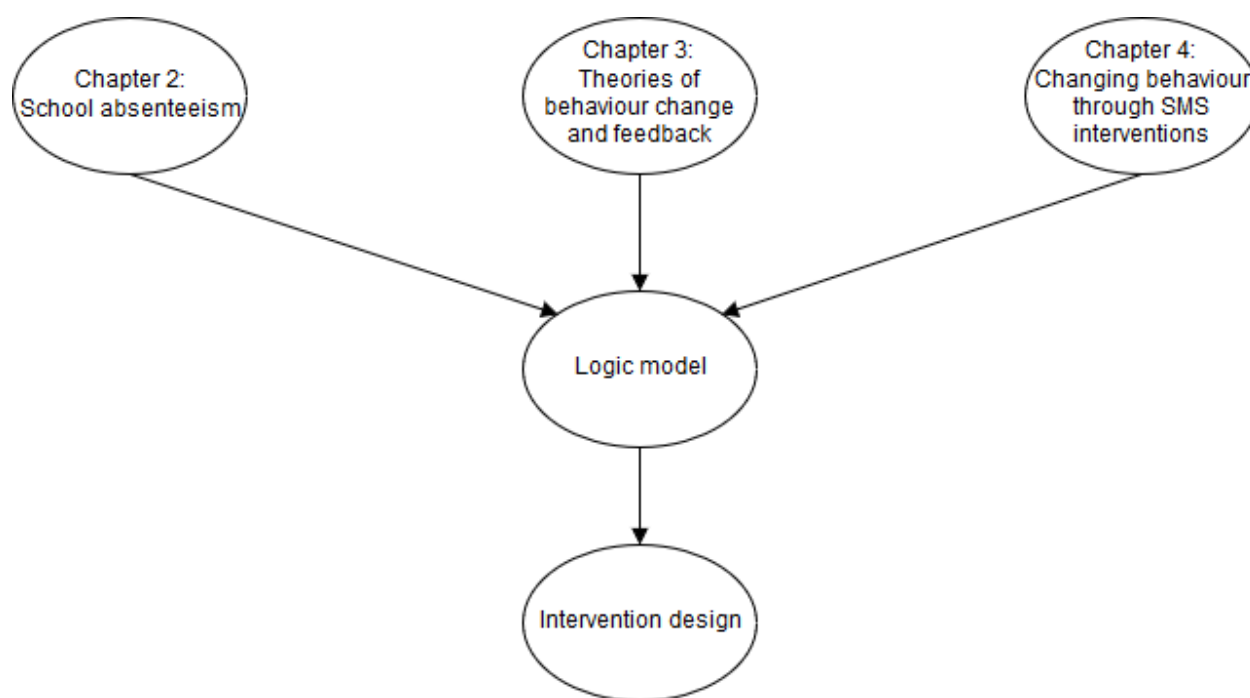 Chapter 2:
School absenteeism
Chapter 3:
Theories of
behaviour change
and feedback
Chapter 4:
Changing behaviour
through SMS
interventions
Logic model
Intervention design